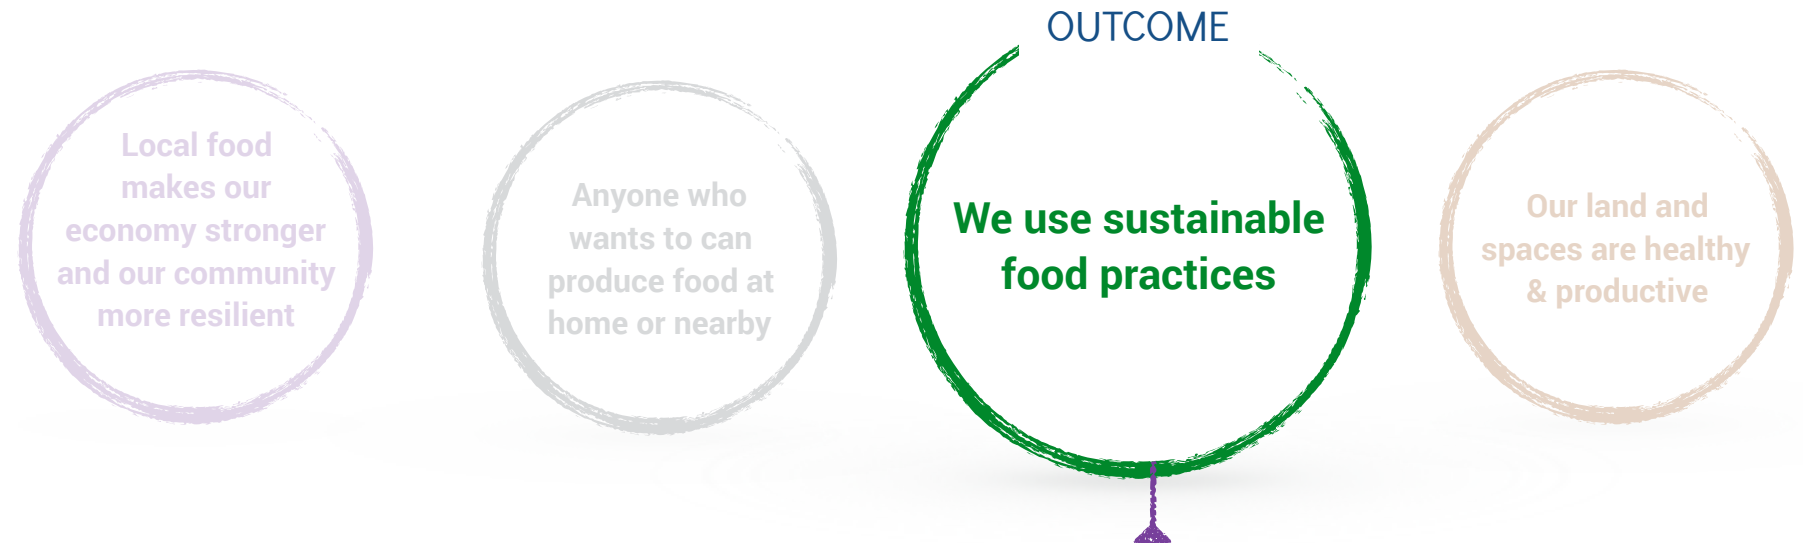 OUTCOME
Local food
makes our
economy stronger
and our community
more resilient
Anyone who
wants to can
produce food at
home or nearby
We use sustainable
food practices
Our land and
spaces are healthy
& productive